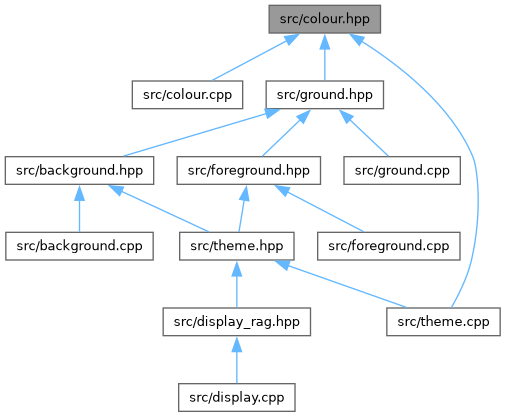 src/colour.hpp
src/colour.cpp
src/ground.hpp
src/background.hpp
src/foreground.hpp
src/ground.cpp
src/background.cpp
src/theme.hpp
src/foreground.cpp
src/display_rag.hpp
src/theme.cpp
src/display.cpp